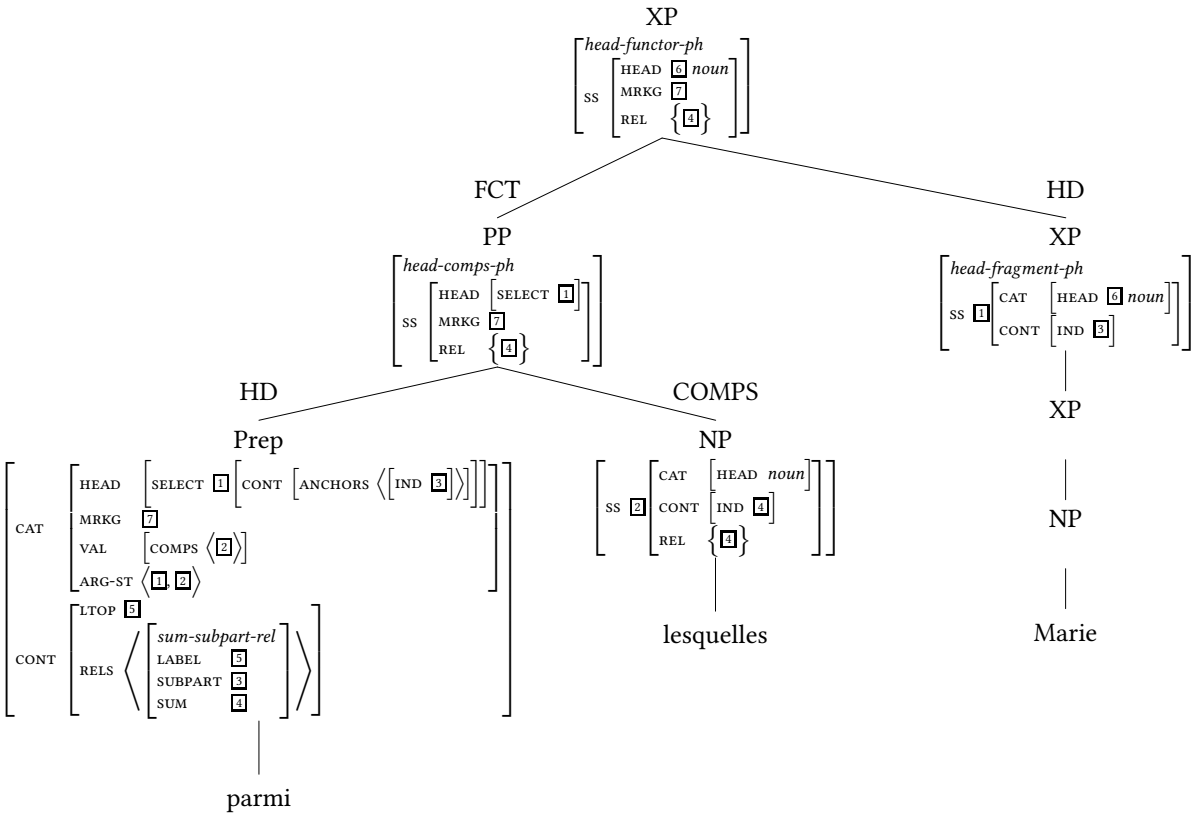 XP
head-functor-ph
SS
HEAD 6 noun
MRKG 7
REL {4}
FCT
HD
PP
head-comps-ph
SS
HEAD [SELECT 1]
MRKG 7
REL {4}
XP
head-fragment-ph
SS 1
CAT [HEAD 6 noun]
CONT [IND 3]
HD
COMPS
Prep
CAT
HEAD [SELECT 1 [CONT [ANCHORS ⟨[IND 3]⟩]]]
MRKG 7
VAL [COMPS ⟨2⟩]
ARG-ST ⟨1, 2⟩
CONT
LTOP 5
RELS
sum-subpart-rel
LABEL 5
SUBPART 3
SUM 4
parmi
NP
SS 2
CAT [HEAD noun]
CONT [IND 4]
REL {4}
lesquelles
XP
NP
Marie